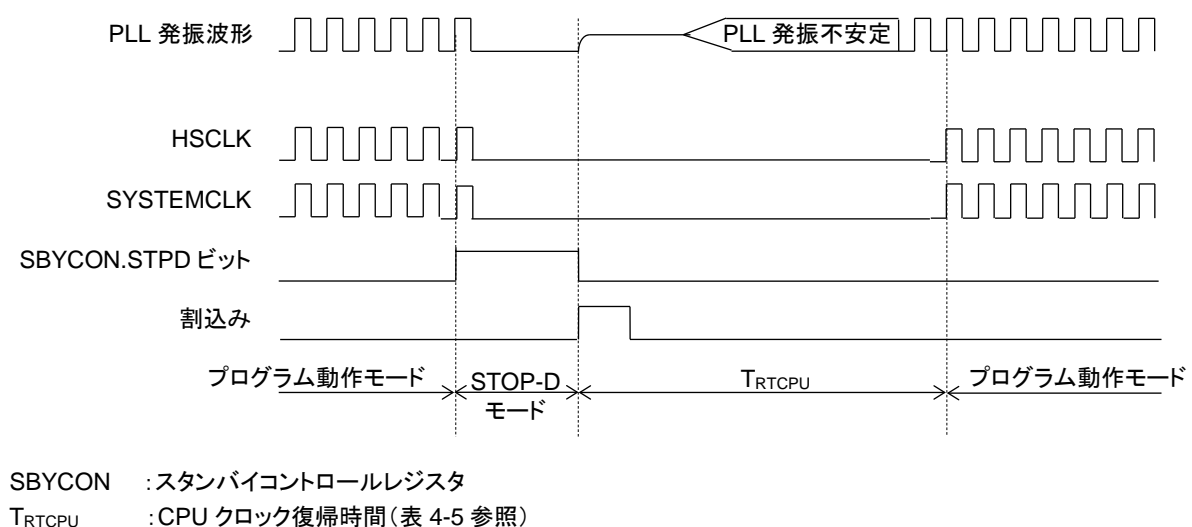 PLL 発振波形
PLL 発振不安定
HSCLK
SYSTEMCLK
SBYCON.STPD ビット
割込み
プログラム動作モード
STOP-D
モード
TRTCPU
プログラム動作モード
SBYCON :スタンバイコントロールレジスタ
TRTCPU :CPU クロック復帰時間(表 4-5 参照)